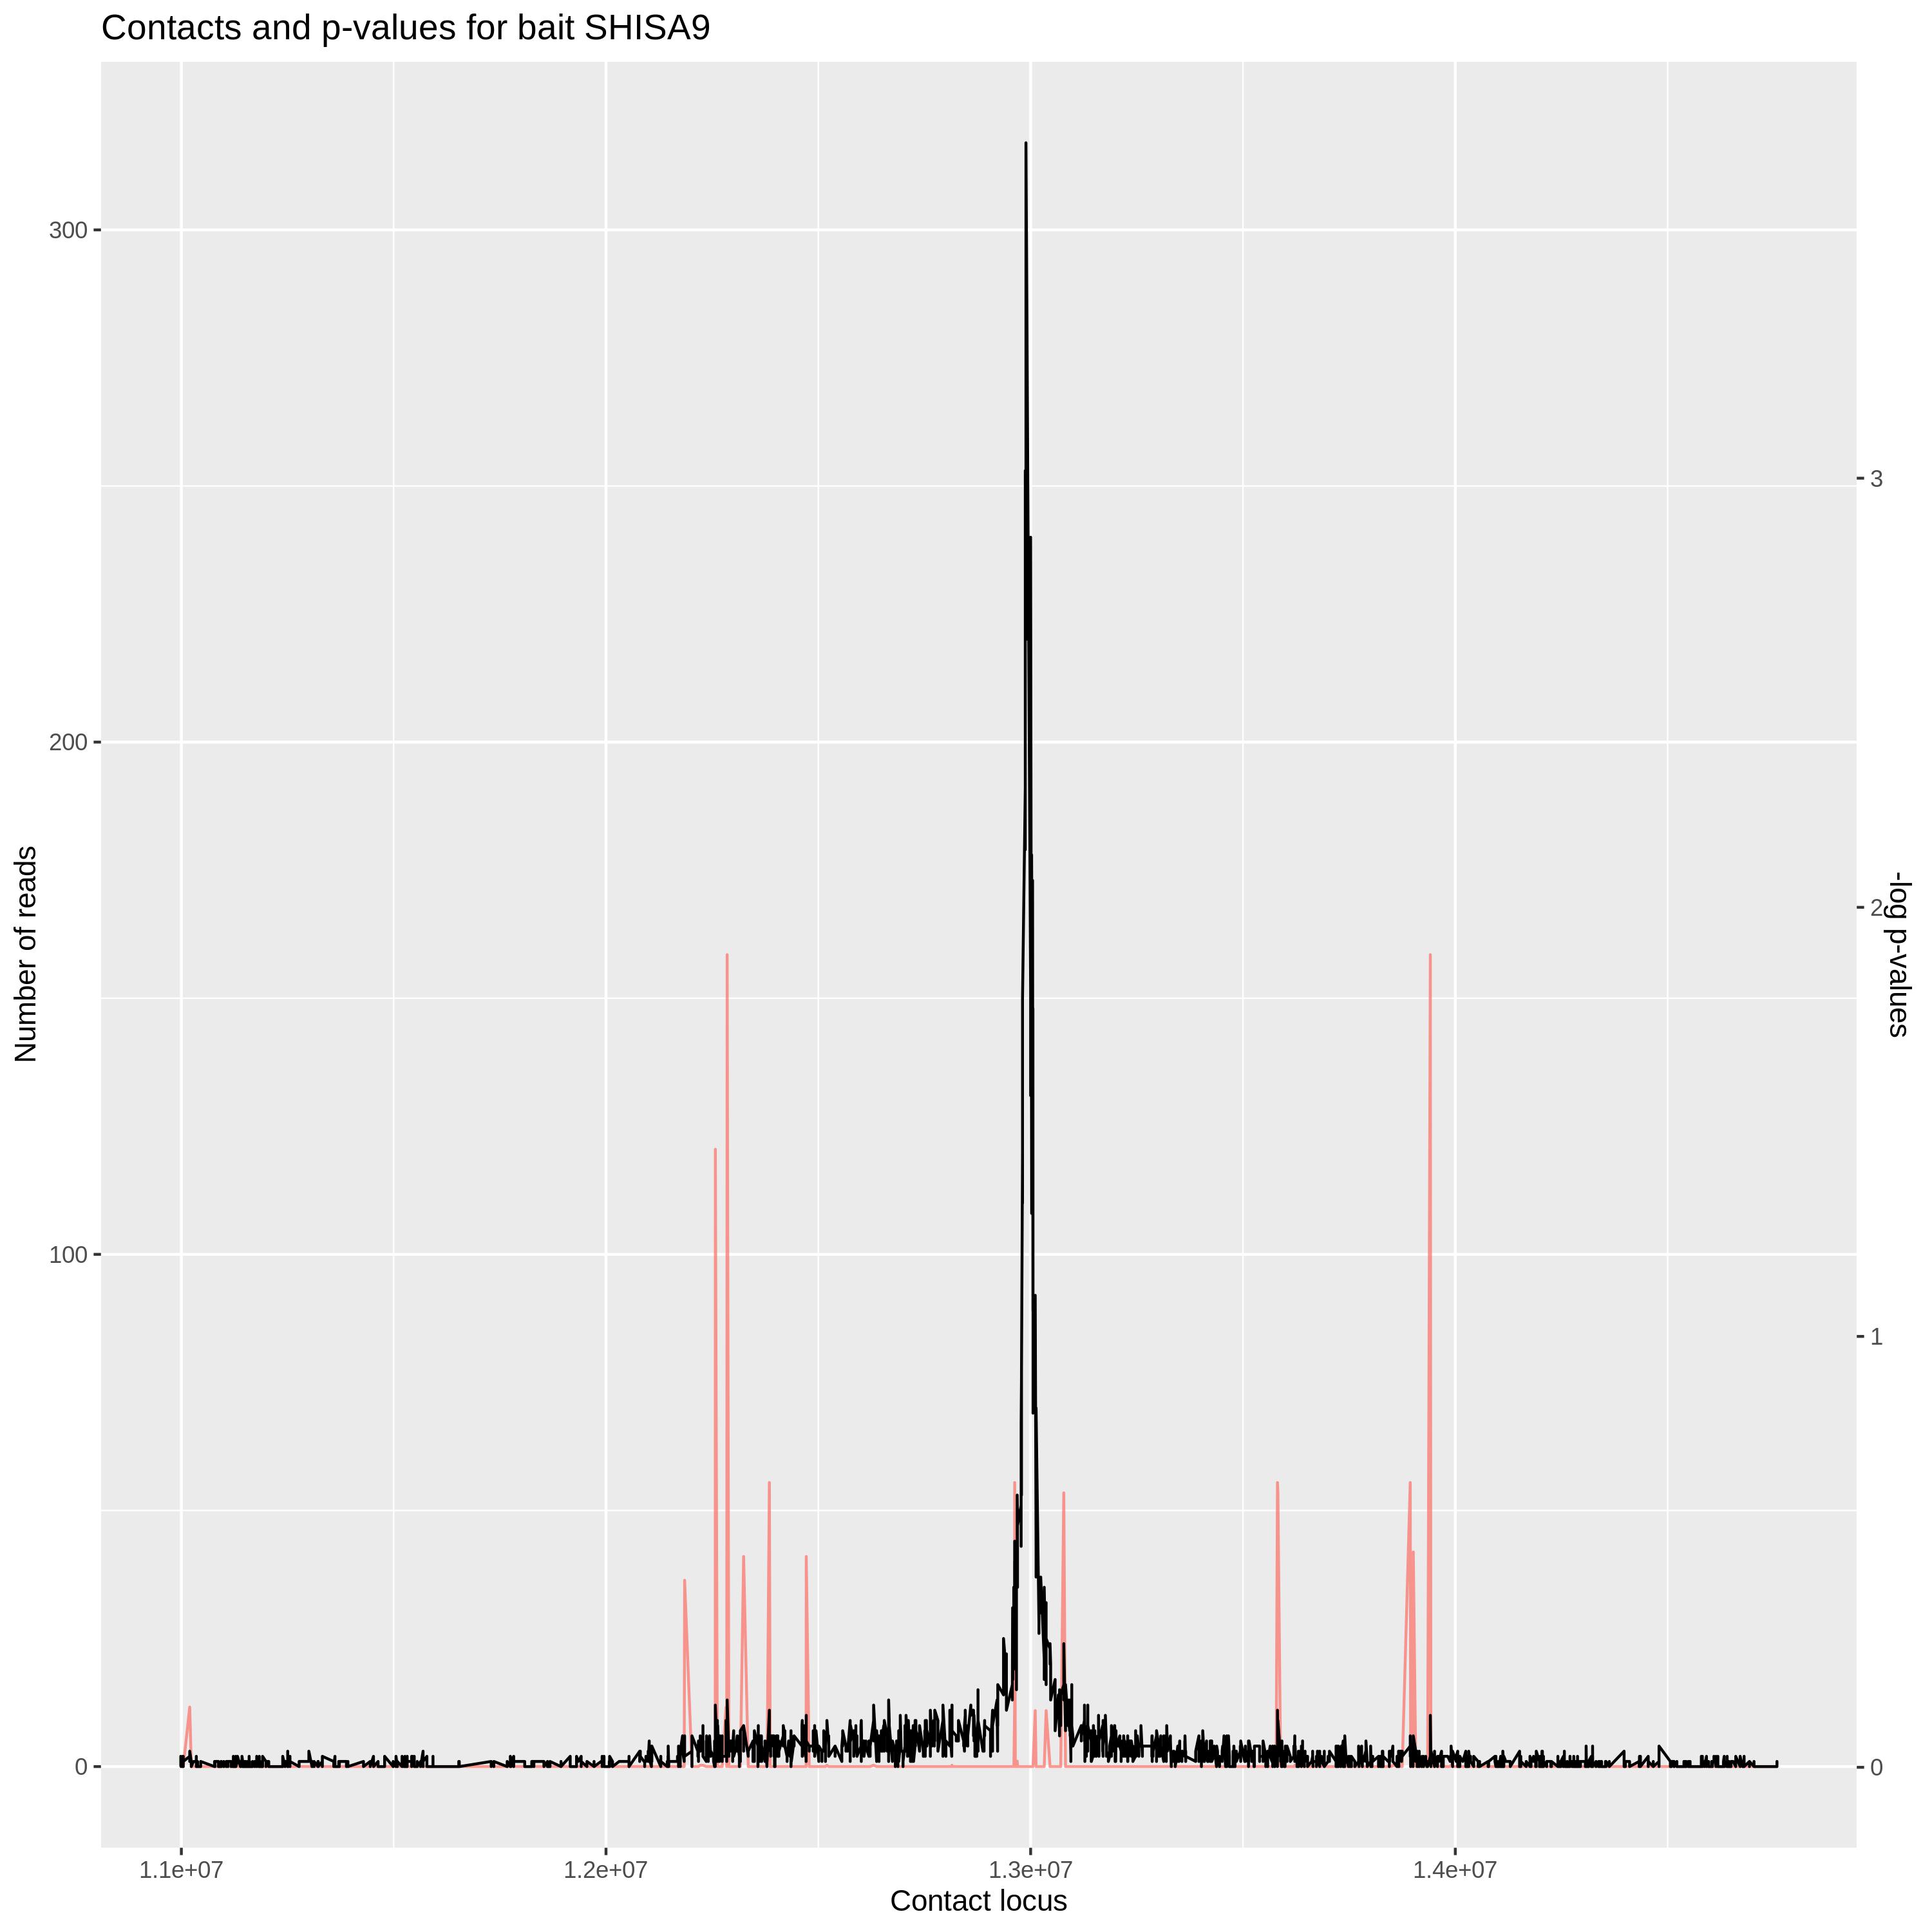 Contacts and p-values for bait SHISA9
Number of reads
300
200
100
0
3
2
1
0
-log p-values
1.1e+07
1.2e+07
1.3e+07
1.4e+07
Contact locus